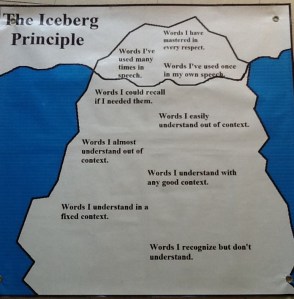 The Iceberg
Principle
Words I have
mastered in
every respect.
Words I've
used many
times in
speech.
Words I've used once
in my own speech.
Words I could recall
if I needed them.
Words I easily
understand out of context.
Words I almost
understand out of
context.
Words I understand with
any good context.
Words I understand in a
fixed context.
Words I recognize but don't
understand.